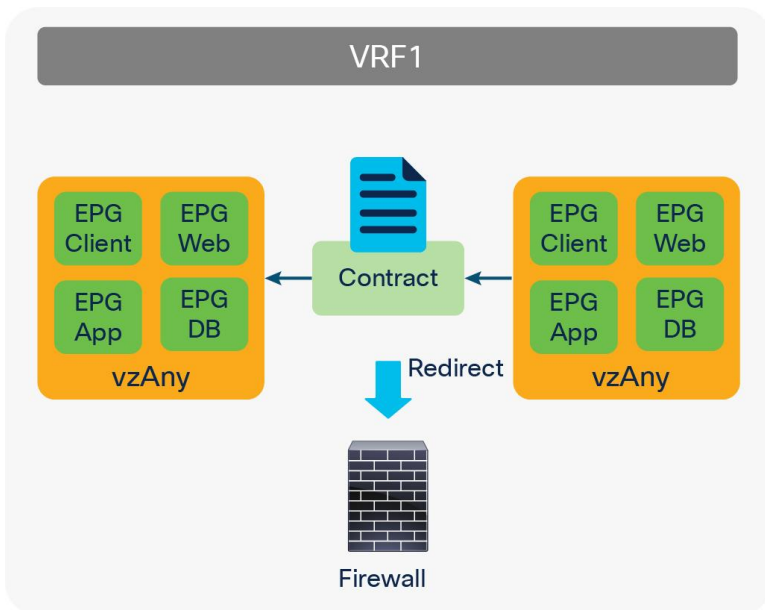 VRF1
EPG
Client
EPG
Web
EPG
App
EPG
DB
vzAny
Contract
Redirect
Firewall
EPG
Client
EPG
Web
EPG
App
EPG
DB
vzAny